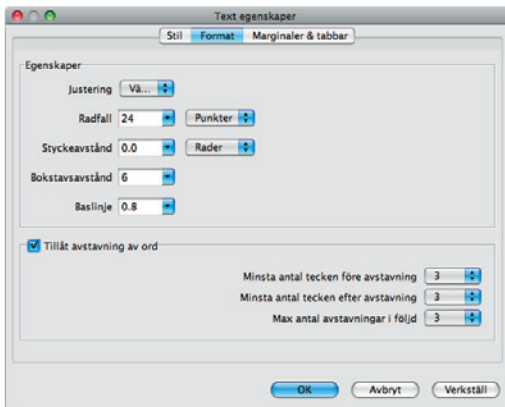 Text egenskaper
Stil Format Marginaler & tabbar
Egenskaper
Justering Vä...
Radfall 24 Punkter
Styckeavstånd 0.0 Rader
Bokstavsavstånd 6
Baslinje 0.8
Tillåt avstavning av ord
Minsta antal tecken före avstavning 3
Minsta antal tecken efter avstavning 3
Max antal avstavningar i följd 3
OK Avbryt Verkställ